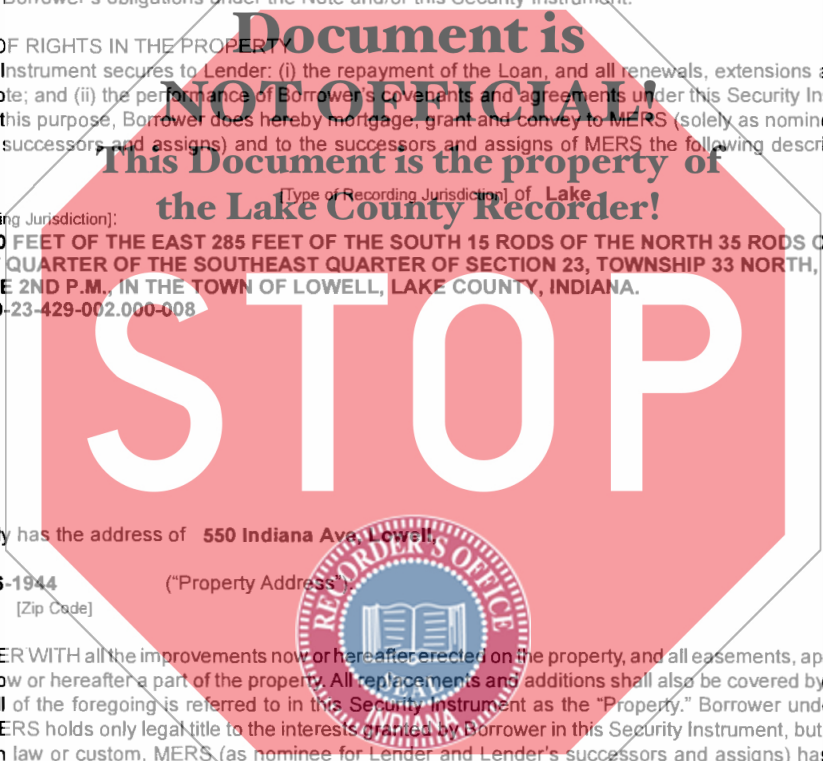 Borrower's obligations under the Note and/or this Security Instrument.
Document is
OF RIGHTS IN THE PROPERTY
Instrument secures to Lender: (i) the repayment of the Loan, and all renewals, extensions
NOT OFFICIAL!
ote; and (ii) the performance of Borrower's covenants and agreements under this Security In
this purpose, Borrower does hereby mortgage, grant and convey to MERS (solely as nomin
successors and assigns) and to the successors and assigns of MERS the following descri
This Document is the property of
[Type of Recording Jurisdiction] of Lake
the Lake County Recorder!
ing Jurisdiction]:
0 FEET OF THE EAST 285 FEET OF THE SOUTH 15 RODS OF THE NORTH 35 RODS O
QUARTER OF THE SOUTHEAST QUARTER OF SECTION 23, TOWNSHIP 33 NORTH,
E 2ND P.M., IN THE TOWN OF LOWELL, LAKE COUNTY, INDIANA.
-23-429-002.000-008
STOP
y has the address of 550 Indiana Ave, Lowell,
-1944 ("Property Address"):
[Zip Code]
RECORDER'S OFFICE
SEAL
INDIANA
ER WITH all the improvements now or hereafter erected on the property, and all easements, ap
ow or hereafter a part of the property. All replacements and additions shall also be covered by
l of the foregoing is referred to in this Security Instrument as the "Property." Borrower und
ERS holds only legal title to the interests granted by Borrower in this Security Instrument, but
law or custom, MERS (as nominee for Lender and Lender's successors and assigns) has